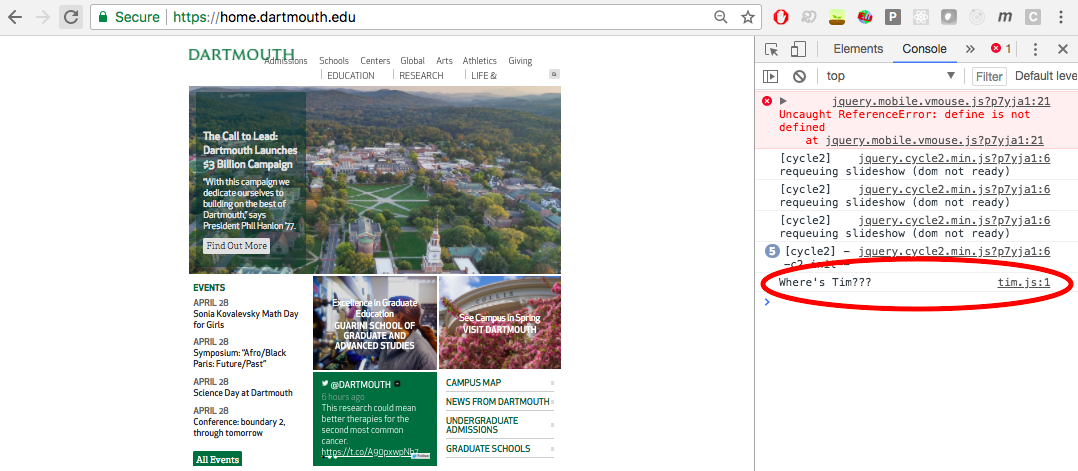 Secure https://home.dartmouth.edu
DARTMOUTH
Admissions Schools Centers Global Arts Athletics Giving
EDUCATION RESEARCH LIFE &
The Call to Lead:
Dartmouth Launches
$3 Billion Campaign
"With this campaign we
dedicate ourselves to
building on the best of
Dartmouth," says
President Phil Hanlon '77.
Find Out More
EVENTS
APRIL 28
Sonia Kovalevsky Math Day
for Girls
APRIL 28
Symposium: "Afro/Black
Paris: Future/Past"
APRIL 28
Science Day at Dartmouth
APRIL 28
Conference: boundary 2,
through tomorrow
All Events
Excellence in Graduate
Education
GUARINI SCHOOL OF
GRADUATE AND
ADVANCED STUDIES
See Campus in Spring
VISIT DARTMOUTH
@DARTMOUTH
6 hours ago
This research could mean
better therapies for the
second most common
cancer.
https://t.co/A90pxwpNb7
CAMPUS MAP
NEWS FROM DARTMOUTH
UNDERGRADUATE
ADMISSIONS
GRADUATE SCHOOLS
Elements Console » 1
top Filter Default leve
jquery.mobile.vmouse.js?p7yja1:21
Uncaught ReferenceError: define is not
defined
at jquery.mobile.vmouse.js?p7yja1:21
[cycle2] jquery.cycle2.min.js?p7yja1:6
requeuing slideshow (dom not ready)
[cycle2] jquery.cycle2.min.js?p7yja1:6
requeuing slideshow (dom not ready)
[cycle2] jquery.cycle2.min.js?p7yja1:6
requeuing slideshow (dom not ready)
5 [cycle2] - jquery.cycle2.min.js?p7yja1:6
-c2 init
Where's Tim??? tim.js:1